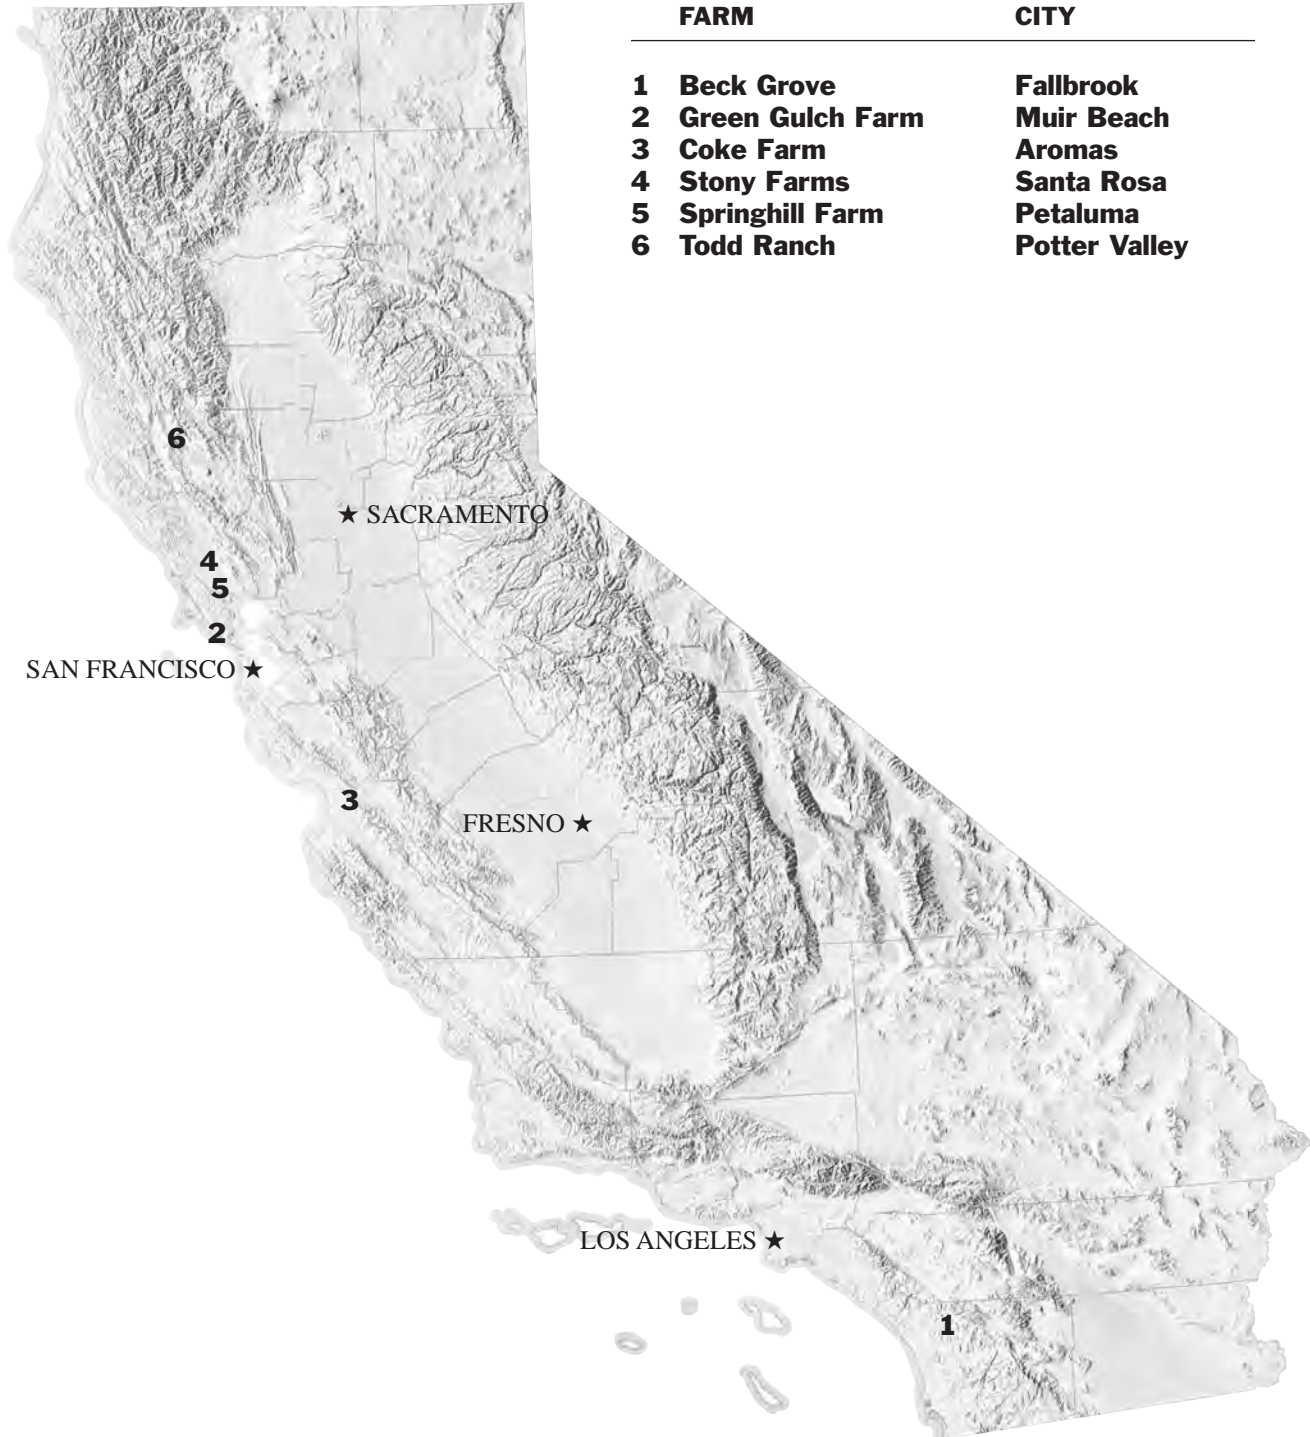 FARM CITY
1 Beck Grove Fallbrook
2 Green Gulch Farm Muir Beach
3 Coke Farm Aromas
4 Stony Farms Santa Rosa
5 Springhill Farm Petaluma
6 Todd Ranch Potter Valley
6
★ SACRAMENTO
4
5
2
SAN FRANCISCO ★
3
FRESNO ★
LOS ANGELES ★
1